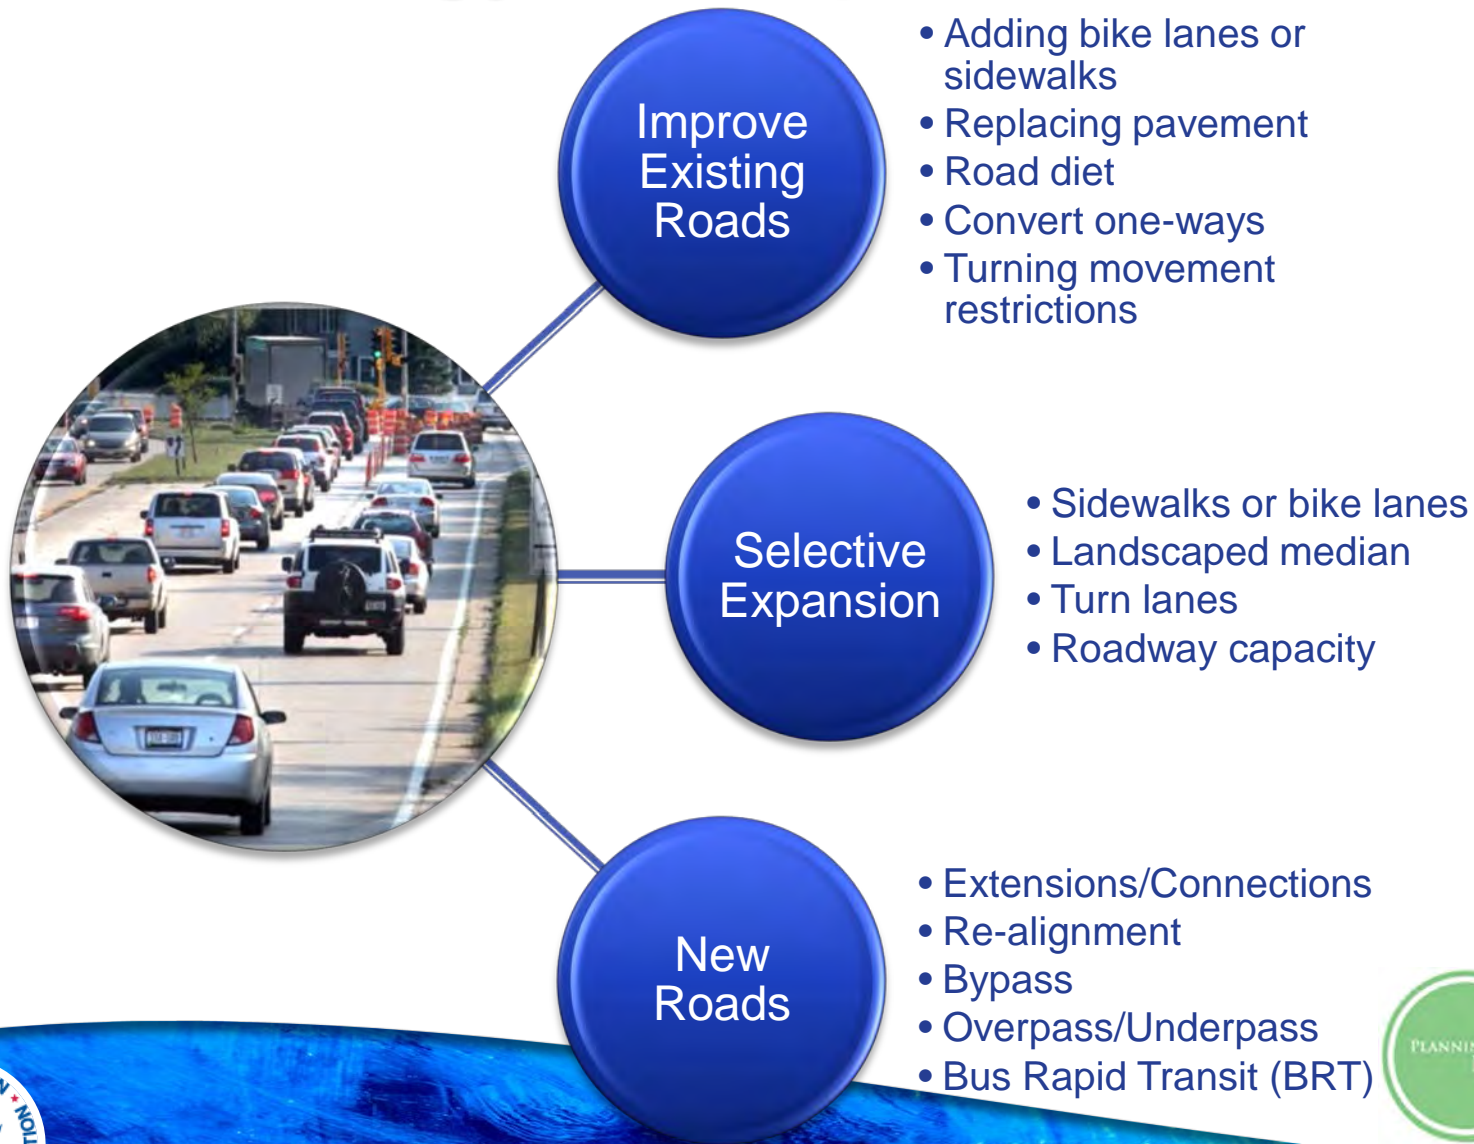 Improve
Existing
Roads
• Adding bike lanes or
sidewalks
• Replacing pavement
• Road diet
• Convert one-ways
• Turning movement
restrictions
Selective
Expansion
• Sidewalks or bike lanes
• Landscaped median
• Turn lanes
• Roadway capacity
New
Roads
• Extensions/Connections
• Re-alignment
• Bypass
• Overpass/Underpass
• Bus Rapid Transit (BRT)